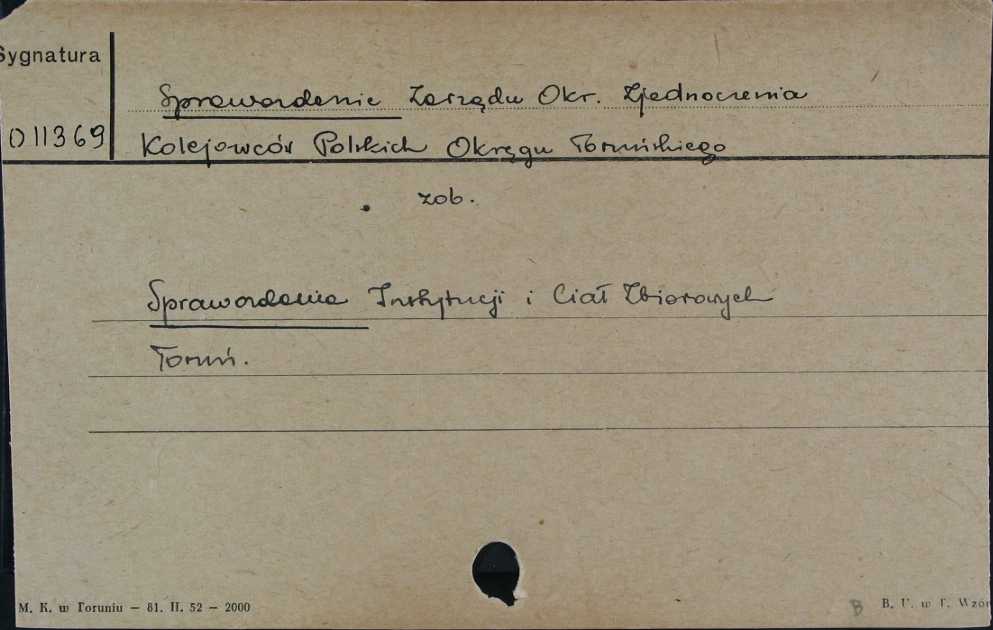 Sygnatura
Sprawozdanie Zarządu Okr. Zjednoczenia
011369
Kolejowców Polskich Okręgu Toruńskiego
zob.
Sprawozdania Instytucji i Ciał Zbiorowych
Toruń.
M. K. w Toruniu — 81. II. 52 — 2000
B
B. U. w T. Wzór